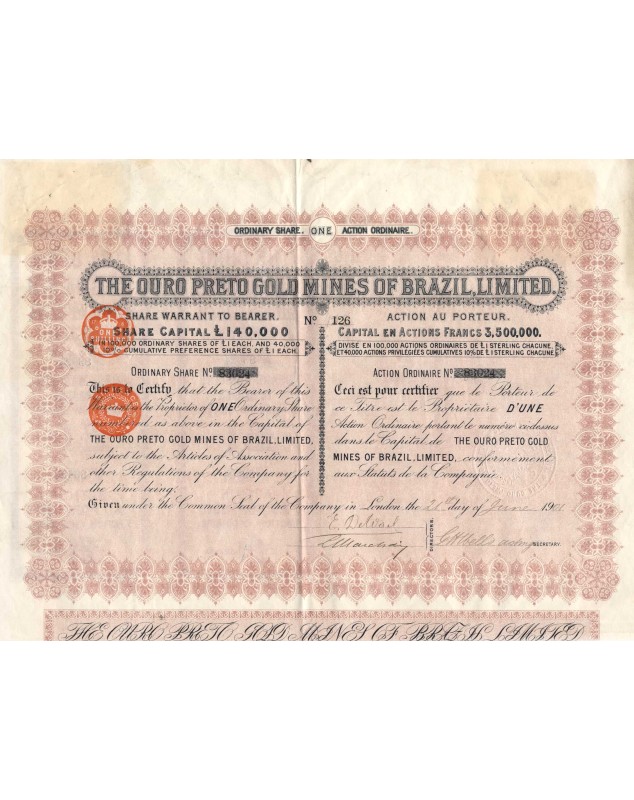 ORDINARY SHARE. ONE ACTION ORDINAIRE.
THE OURO PRETO GOLD MINES OF BRAZIL, LIMITED.
SHARE WARRANT TO BEARER.
SHARE CAPITAL £140,000
IN 100,000 ORDINARY SHARES OF £1 EACH, AND 40,000
CUMULATIVE PREFERENCE SHARES OF £1 EACH.
ORDINARY SHARE No 83624
This is to Certify that the Bearer of this
Warrant is the Proprietor of ONE Ordinary Share
numbered as above in the Capital of
THE OURO PRETO GOLD MINES OF BRAZIL, LIMITED,
subject to the Articles of Association and
other Regulations of the Company for
the time being.
No 126
ACTION AU PORTEUR.
CAPITAL EN ACTIONS FRANCS 3,500,000.
DIVISÉ EN 100,000 ACTIONS ORDINAIRES DE £1 STERLING CHACUNE,
ET 40,000 ACTIONS PRIVILEGIÉES CUMULATIVES 10% DE £1 STERLING CHACUNE.
ACTION ORDINAIRE No 83624
Ceci est pour certifier que le Porteur de
ce Titre est le Propriétaire D'UNE
Action Ordinaire portant le numéro cidessus
dans le Capital de THE OURO PRETO GOLD
MINES OF BRAZIL, LIMITED, conformément
aux Statuts de la Compagnie.
Given under the Common Seal of the Company in London the 21st day of June 1901
DIRECTORS.
SECRETARY.
THE OURO PRETO GOLD MINES OF BRAZIL LIMITED